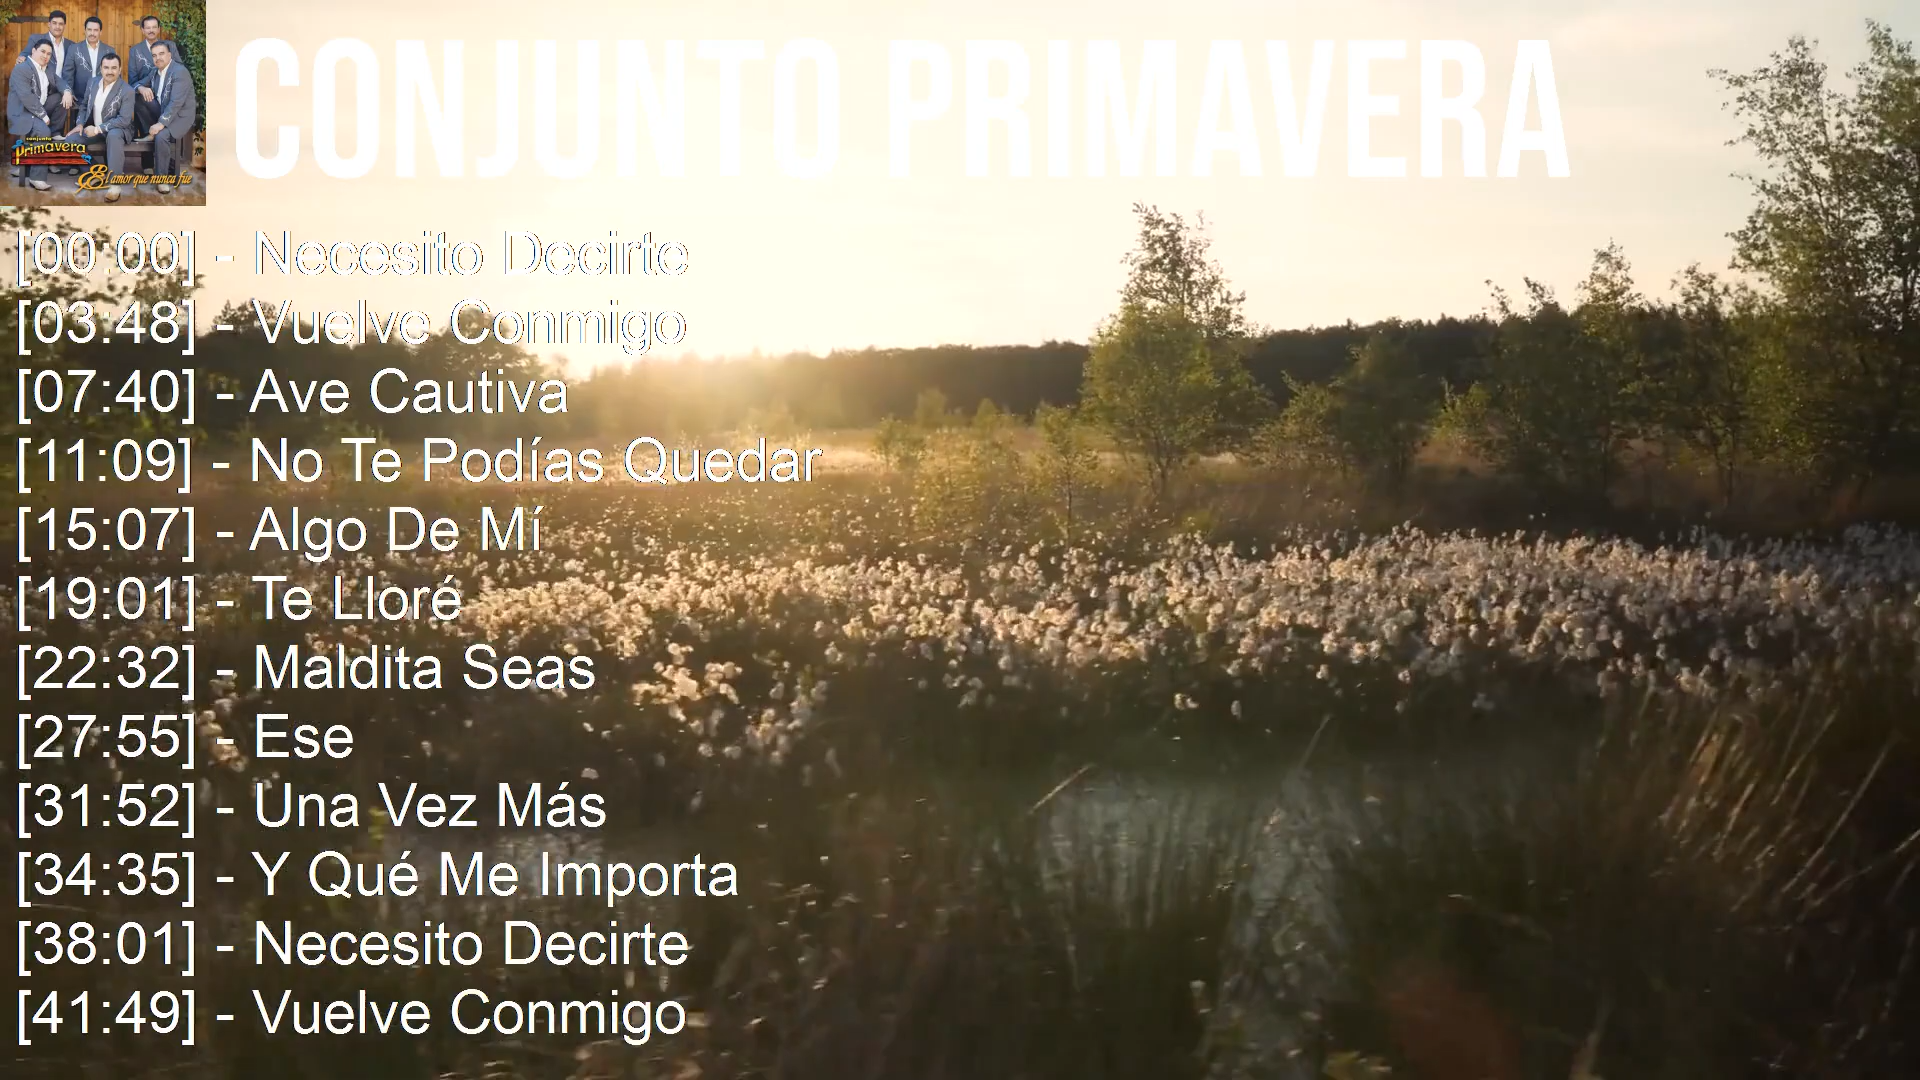 conjunto
Primavera
El amor que nunca fue
CONJUNTO PRIMAVERA
[00:00] - Necesito Decirte
[03:48] - Vuelve Conmigo
[07:40] - Ave Cautiva
[11:09] - No Te Podías Quedar
[15:07] - Algo De Mí
[19:01] - Te Lloré
[22:32] - Maldita Seas
[27:55] - Ese
[31:52] - Una Vez Más
[34:35] - Y Qué Me Importa
[38:01] - Necesito Decirte
[41:49] - Vuelve Conmigo